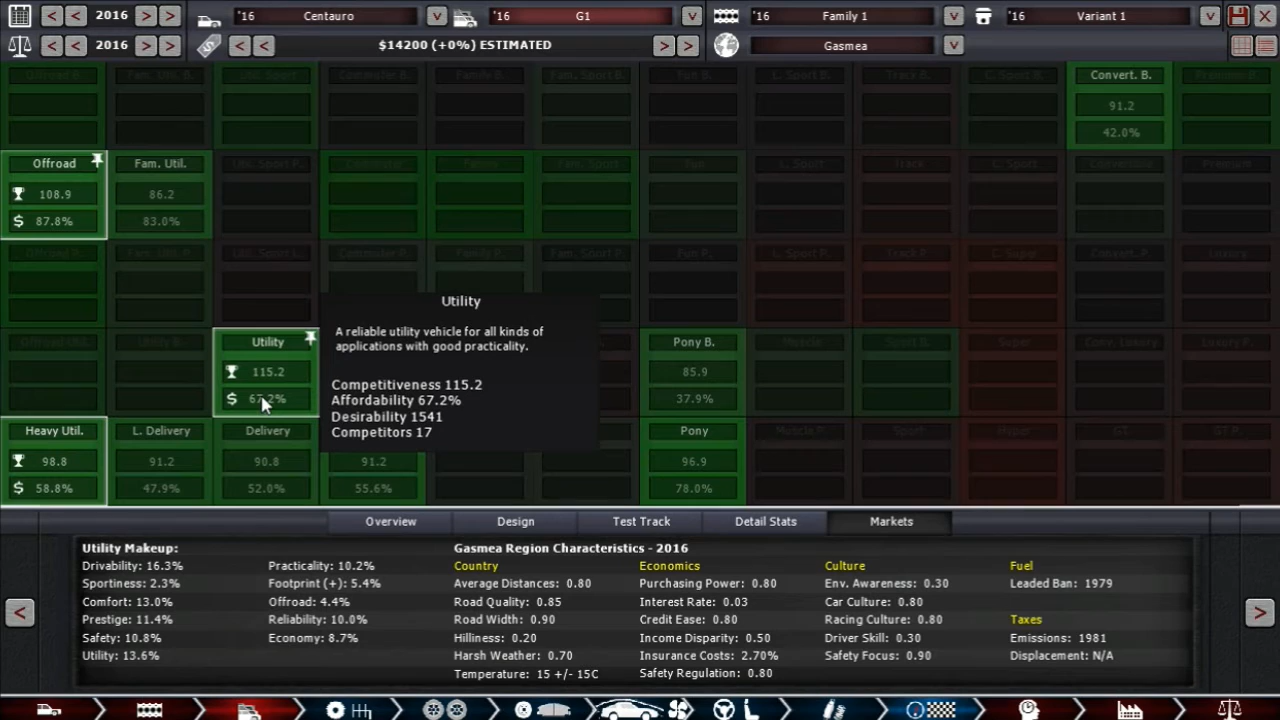 2016 '16 Centauro '16 G1 '16 Family 1 '16 Variant 1
2016 $14200 (+0%) ESTIMATED Gasmea
Convert. B.
91.2
42.0%
Offroad Fam. Util.
108.9 86.2
$ 87.8% 83.0%
Utility
A reliable utility vehicle for all kinds of
applications with good practicality.
Competitiveness 115.2
Affordability 67.2%
Desirability 1541
Competitors 17
Utility Pony B.
115.2 85.9
$ 67.2% 37.9%
Heavy Util. L. Delivery Delivery Pony
98.8 91.2 90.8 91.2 96.9
$ 58.8% 47.9% 52.0% 55.6% 78.0%
Overview Design Test Track Detail Stats Markets
Utility Makeup:
Drivability: 16.3% Practicality: 10.2%
Sportiness: 2.3% Footprint (+): 5.4%
Comfort: 13.0% Offroad: 4.4%
Prestige: 11.4% Reliability: 10.0%
Safety: 10.8% Economy: 8.7%
Utility: 13.6%
Gasmea Region Characteristics - 2016
Country Economics Culture Fuel
Average Distances: 0.80 Purchasing Power: 0.80 Env. Awareness: 0.30 Leaded Ban: 1979
Road Quality: 0.85 Interest Rate: 0.03 Car Culture: 0.80
Road Width: 0.90 Credit Ease: 0.80 Racing Culture: 0.80 Taxes
Hilliness: 0.20 Income Disparity: 0.50 Driver Skill: 0.30 Emissions: 1981
Harsh Weather: 0.70 Insurance Costs: 2.70% Safety Focus: 0.90 Displacement: N/A
Temperature: 15 +/- 15C Safety Regulation: 0.80